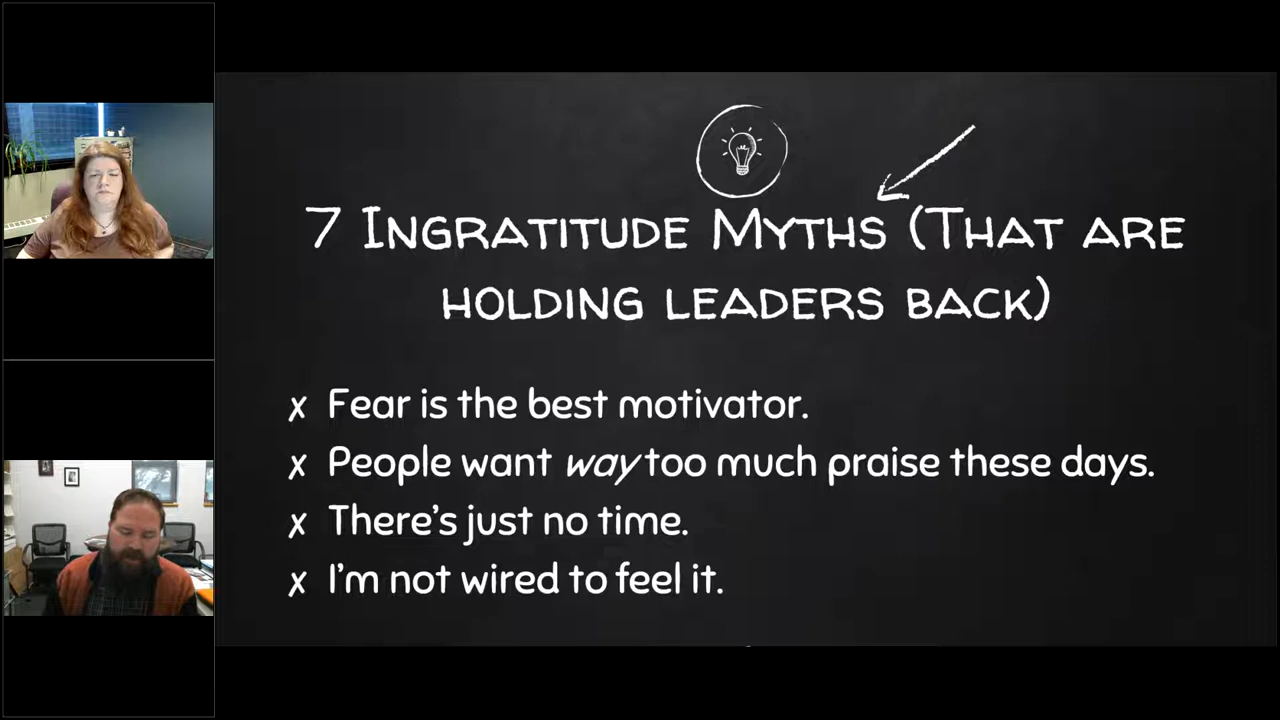 7 Ingratitude Myths (That are
holding leaders back)
x Fear is the best motivator.
x People want way too much praise these days.
x There's just no time.
x I'm not wired to feel it.